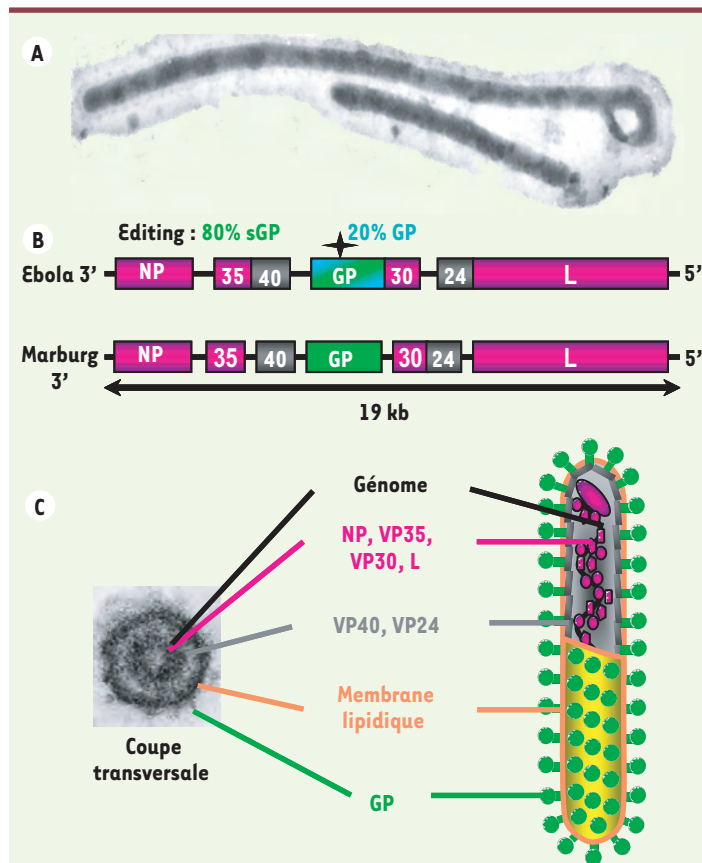 A
B
Editing : 80% sGP 20% GP
Ebola 3’ NP 35 40 GP 30 24 L 5’
Marburg 3’ NP 35 40 GP 30 24 L 5’
19 kb
C
Génome
NP, VP35,
VP30, L
VP40, VP24
Membrane
lipidique
Coupe
transversale
GP